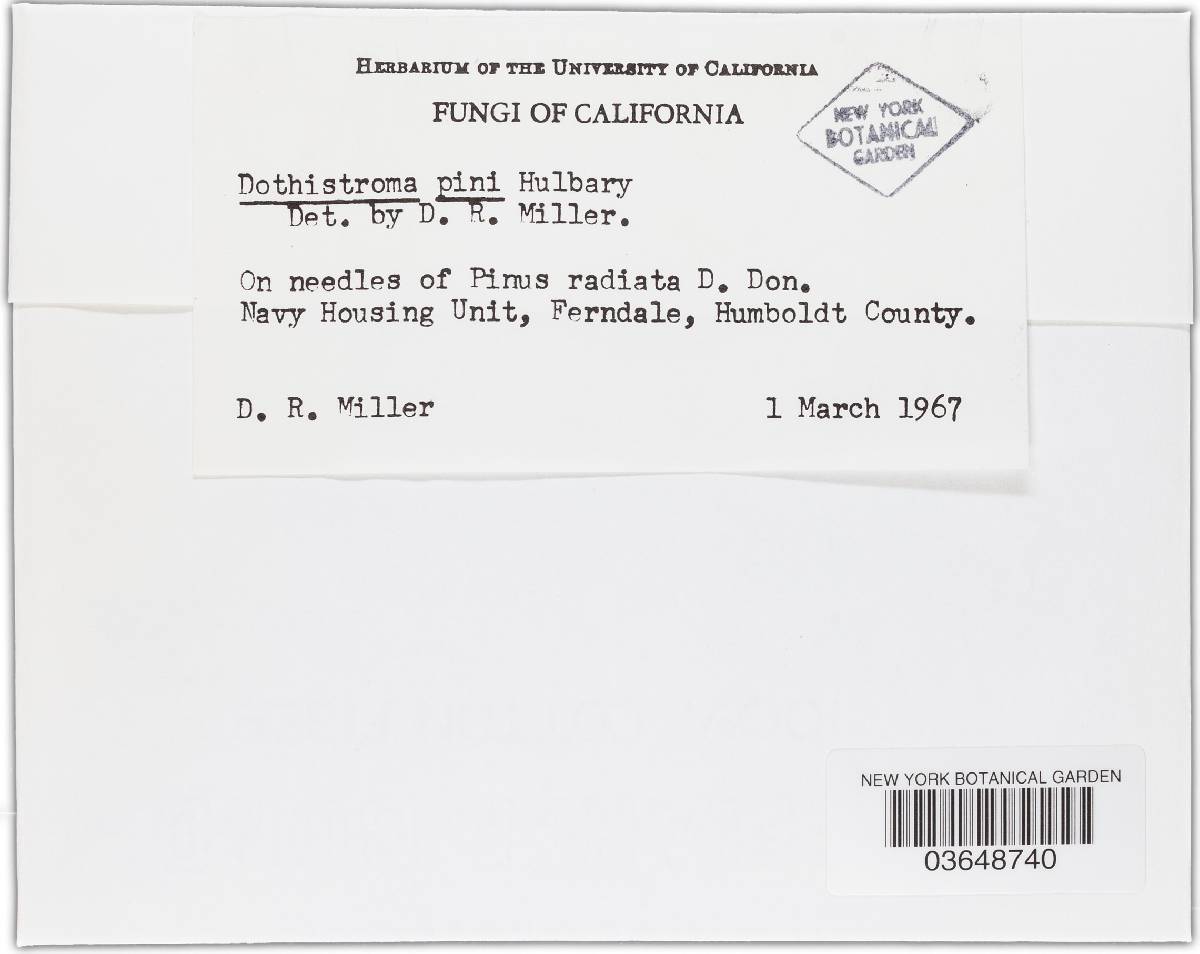 HERBARIUM OF THE UNIVERSITY OF CALIFORNIA
FUNGI OF CALIFORNIA
NEW YORK
BOTANICAL
GARDEN
Dothistroma pini Hulbary
Det. by D. R. Miller.
On needles of Pinus radiata D. Don.
Navy Housing Unit, Ferndale, Humboldt County.
D. R. Miller 1 March 1967
NEW YORK BOTANICAL GARDEN
03648740